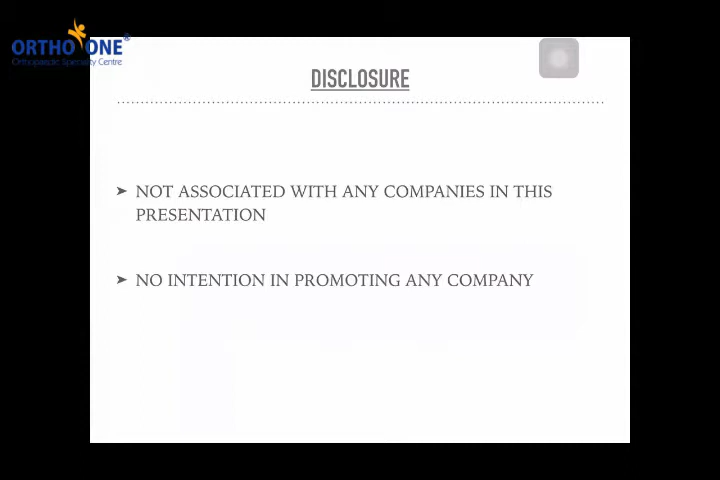 ORTHO ONE®
Orthopaedic Speciality Centre
DISCLOSURE
➤ NOT ASSOCIATED WITH ANY COMPANIES IN THIS
PRESENTATION
➤ NO INTENTION IN PROMOTING ANY COMPANY